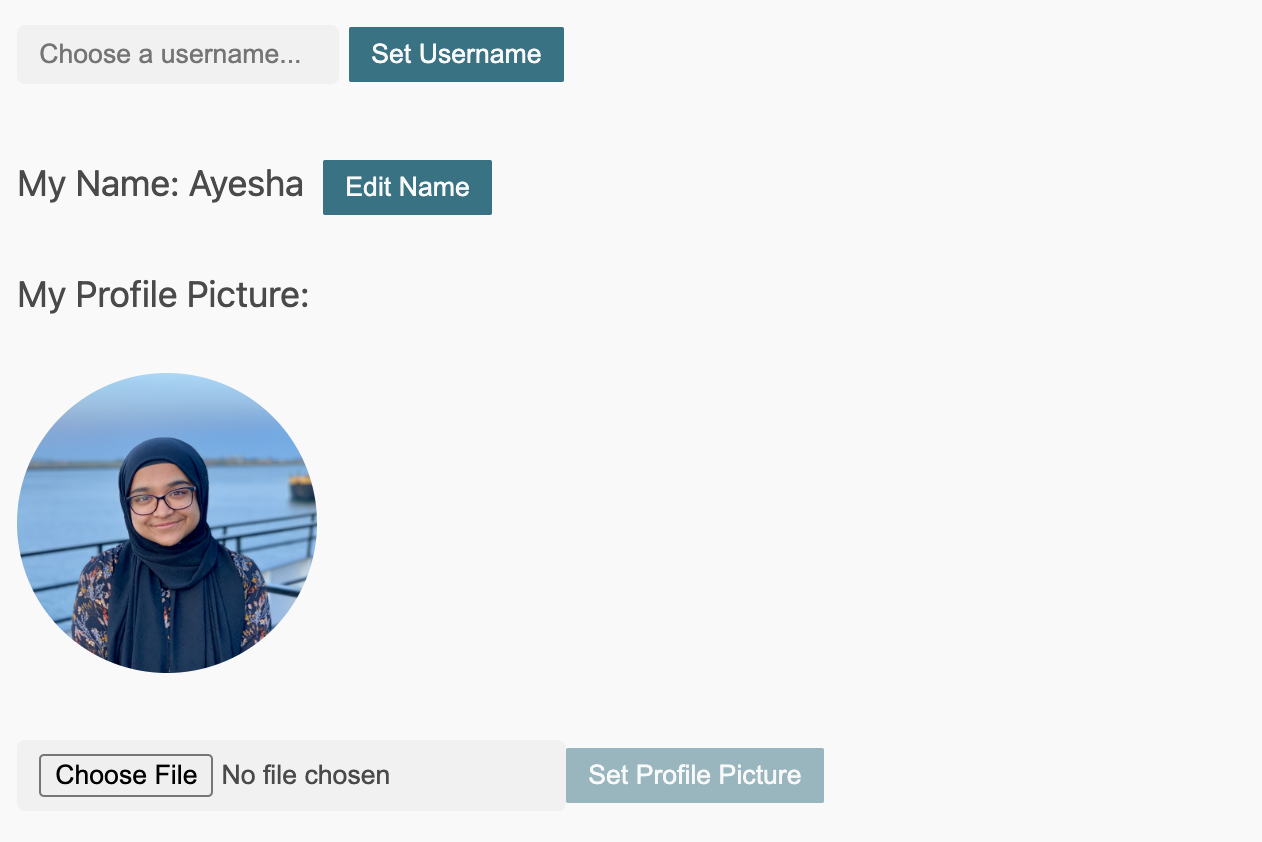 Choose a username... Set Username
My Name: Ayesha Edit Name
My Profile Picture:
Choose File No file chosen Set Profile Picture